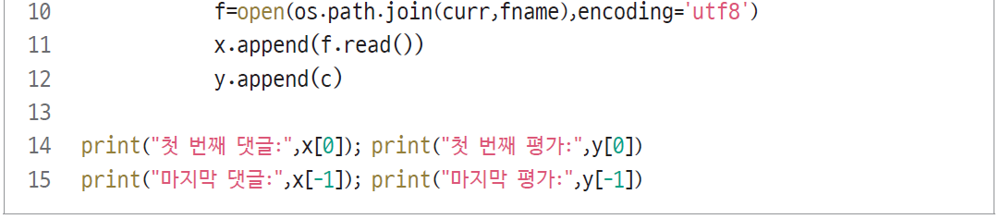 10 f=open(os.path.join(curr,fname),encoding='utf8')
11 x.append(f.read())
12 y.append(c)
13
14 print("첫 번째 댓글:",x[0]); print("첫 번째 평가:",y[0])
15 print("마지막 댓글:",x[-1]); print("마지막 평가:",y[-1])